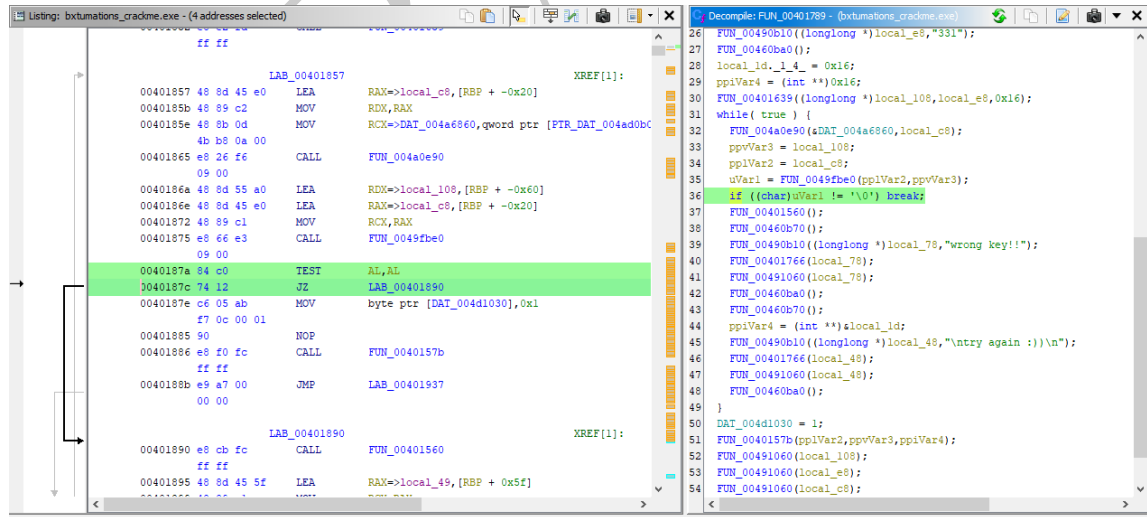 Listing: bxtumations_crackme.exe - (4 addresses selected)
ff ff
LAB_00401857 XREF[1]:
00401857 48 8d 45 e0 LEA RAX=>local_c8,[RBP + -0x20]
0040185b 48 89 c2 MOV RDX,RAX
0040185e 48 8b 0d MOV RCX=>DAT_004a6860,qword ptr [PTR_DAT_004ad0b0
4b b8 0a 00
00401865 e8 26 f6 CALL FUN_004a0e90
09 00
0040186a 48 8d 55 a0 LEA RDX=>local_108,[RBP + -0x60]
0040186e 48 8d 45 e0 LEA RAX=>local_c8,[RBP + -0x20]
00401872 48 89 c1 MOV RCX,RAX
00401875 e8 66 e3 CALL FUN_0049fbe0
09 00
0040187a 84 c0 TEST AL,AL
0040187c 74 12 JZ LAB_00401890
0040187e c6 05 ab MOV byte ptr [DAT_004d1030],0x1
f7 0c 00 01
00401885 90 NOP
00401886 e8 f0 fc CALL FUN_0040157b
ff ff
0040188b e9 a7 00 JMP LAB_00401937
00 00
LAB_00401890 XREF[1]:
00401890 e8 cb fc CALL FUN_00401560
ff ff
00401895 48 8d 45 5f LEA RAX=>local_49,[RBP + 0x5f]
Decompile: FUN_00401789 - (bxtumations_crackme.exe)
26 FUN_00490b10((longlong *)local_e8,"331");
27 FUN_00460ba0();
28 local_1d._1_4_ = 0x16;
29 ppiVar4 = (int **)0x16;
30 FUN_00401639((longlong *)local_108,local_e8,0x16);
31 while( true ) {
32 FUN_004a0e90(&DAT_004a6860,local_c8);
33 ppvVar3 = local_108;
34 pplVar2 = local_c8;
35 uVar1 = FUN_0049fbe0(pplVar2,ppvVar3);
36 if ((char)uVar1 != '\0') break;
37 FUN_00401560();
38 FUN_00460b70();
39 FUN_00490b10((longlong *)local_78,"wrong key!!");
40 FUN_00401766(local_78);
41 FUN_00491060(local_78);
42 FUN_00460ba0();
43 FUN_00460b70();
44 ppiVar4 = (int **)&local_1d;
45 FUN_00490b10((longlong *)local_48,"\ntry again :))\n");
46 FUN_00401766(local_48);
47 FUN_00491060(local_48);
48 FUN_00460ba0();
49 }
50 DAT_004d1030 = 1;
51 FUN_0040157b(pplVar2,ppvVar3,ppiVar4);
52 FUN_00491060(local_108);
53 FUN_00491060(local_e8);
54 FUN_00491060(local_c8);